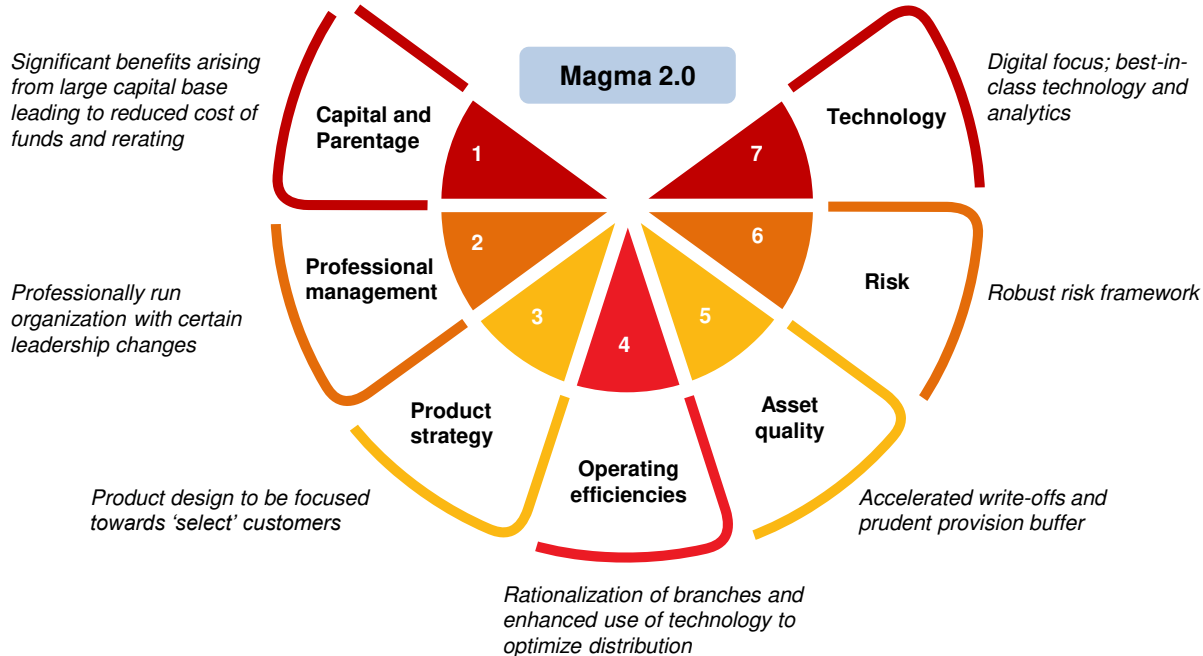 Magma 2.0
Significant benefits arising
from large capital base
leading to reduced cost of
funds and rerating
Capital and
Parentage
1
Professionally run
organization with certain
leadership changes
Professional
management
2
Product design to be focused
towards ‘select’ customers
Product
strategy
3
Rationalization of branches and
enhanced use of technology to
optimize distribution
Operating
efficiencies
4
Accelerated write-offs and
prudent provision buffer
Asset
quality
5
Robust risk framework
Risk
6
Digital focus; best-in-
class technology and
analytics
Technology
7